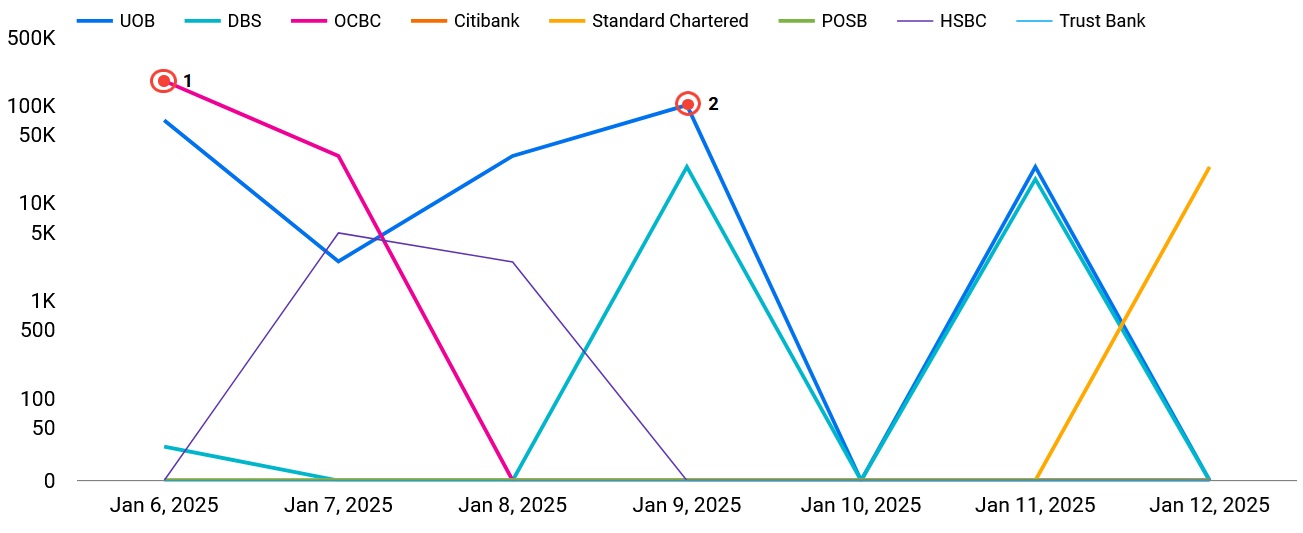 UOB DBS OCBC Citibank Standard Chartered POSB HSBC Trust Bank
500K
1
100K
2
50K
10K
5K
1K
500
100
50
0
Jan 6, 2025 Jan 7, 2025 Jan 8, 2025 Jan 9, 2025 Jan 10, 2025 Jan 11, 2025 Jan 12, 2025